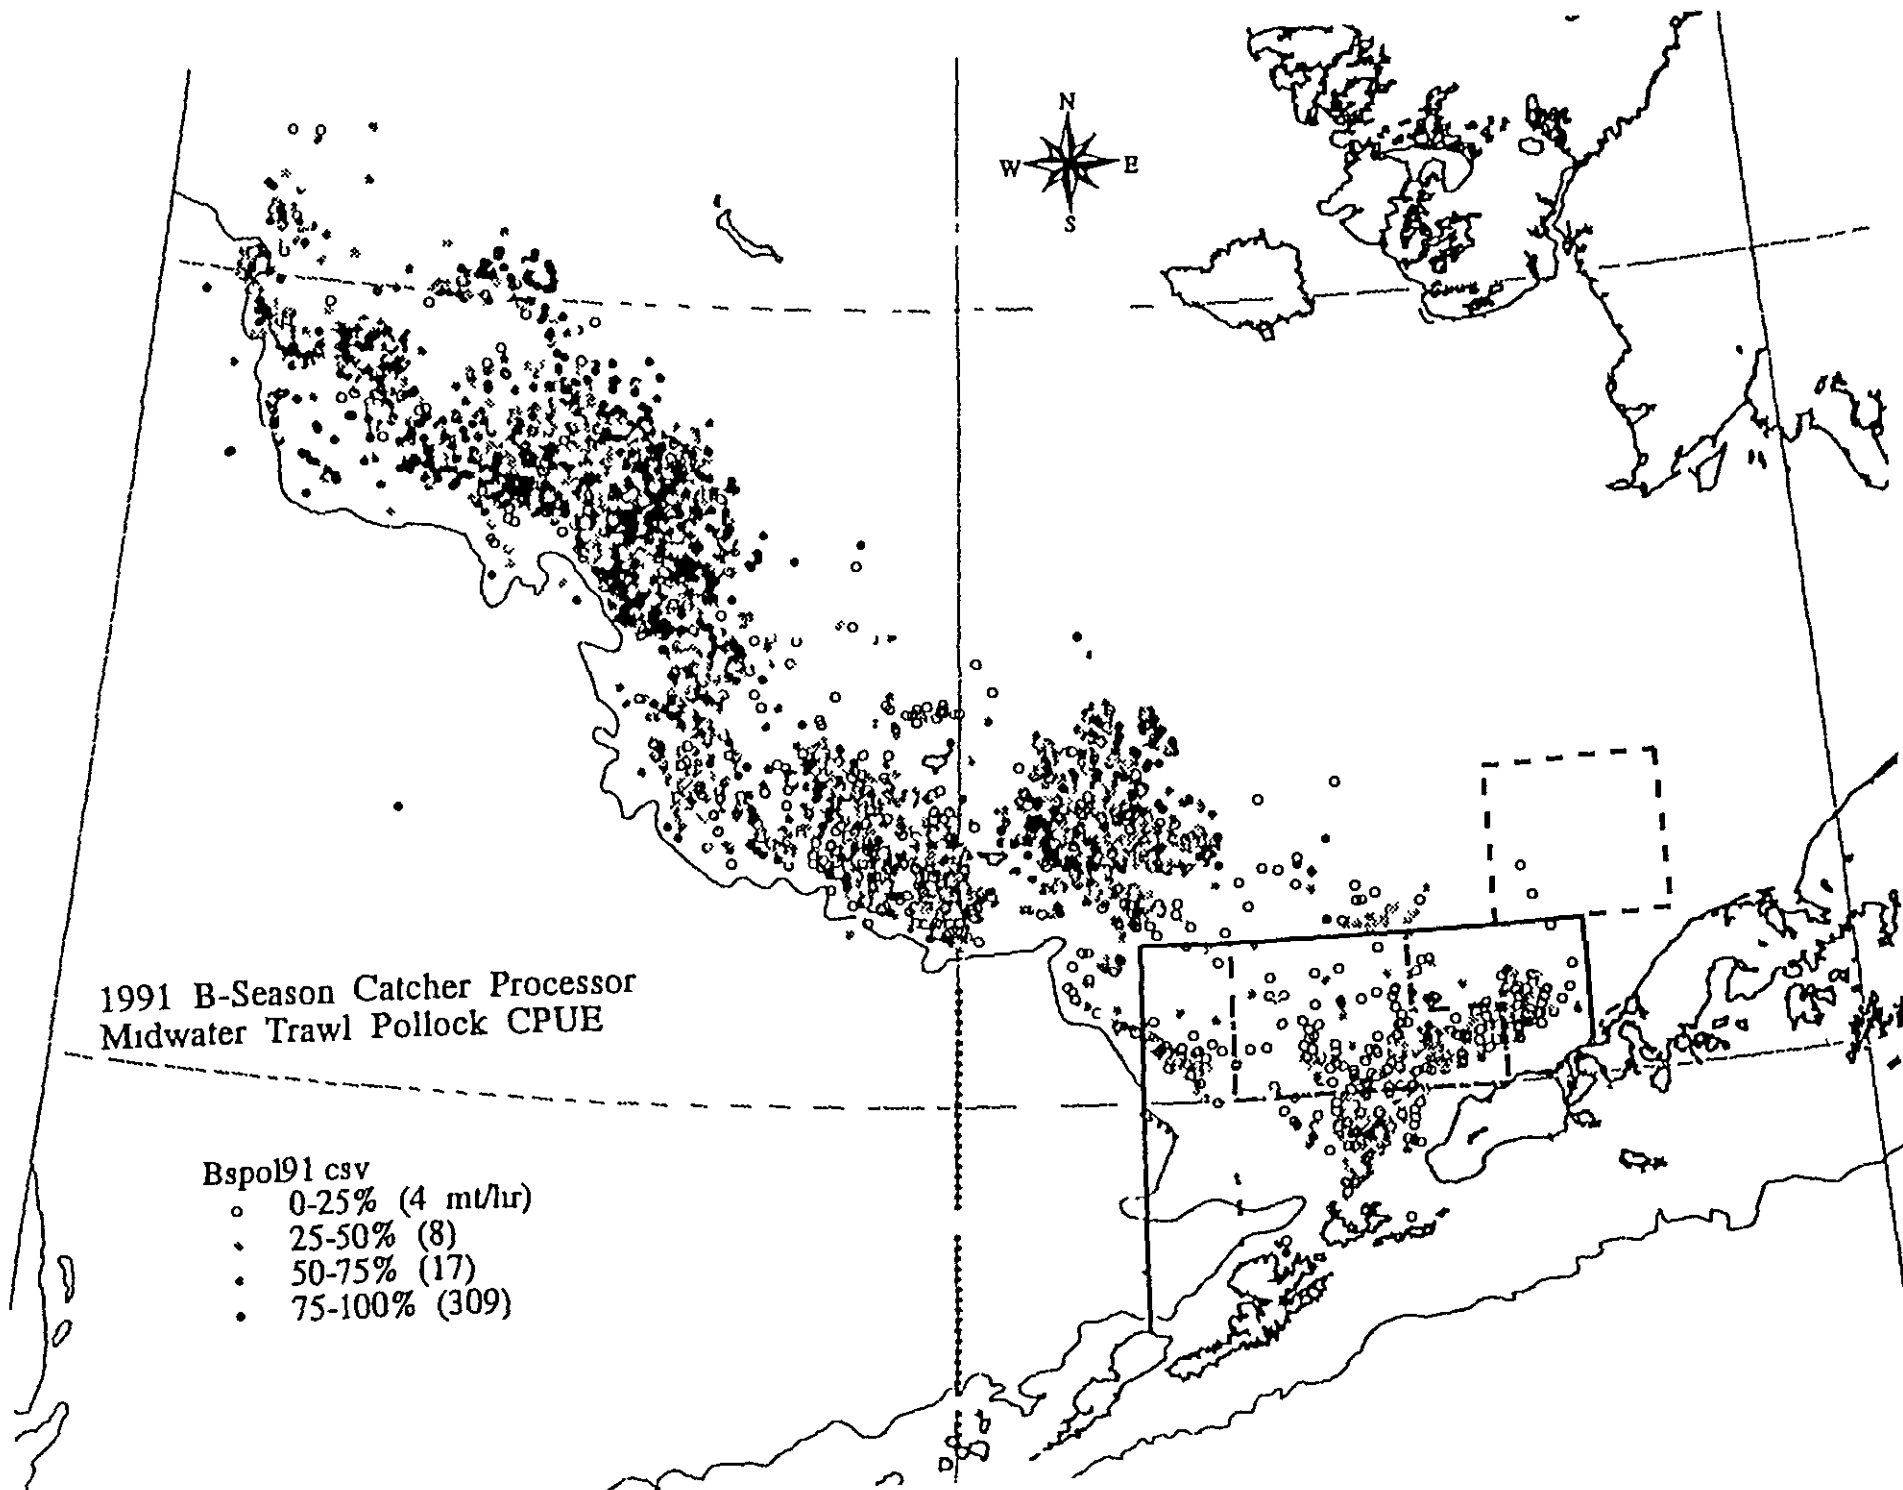 N
W E
S
1991 B-Season Catcher Processor
Midwater Trawl Pollock CPUE
Bspol91 csv
0-25% (4 mt/hr)
25-50% (8)
50-75% (17)
75-100% (309)